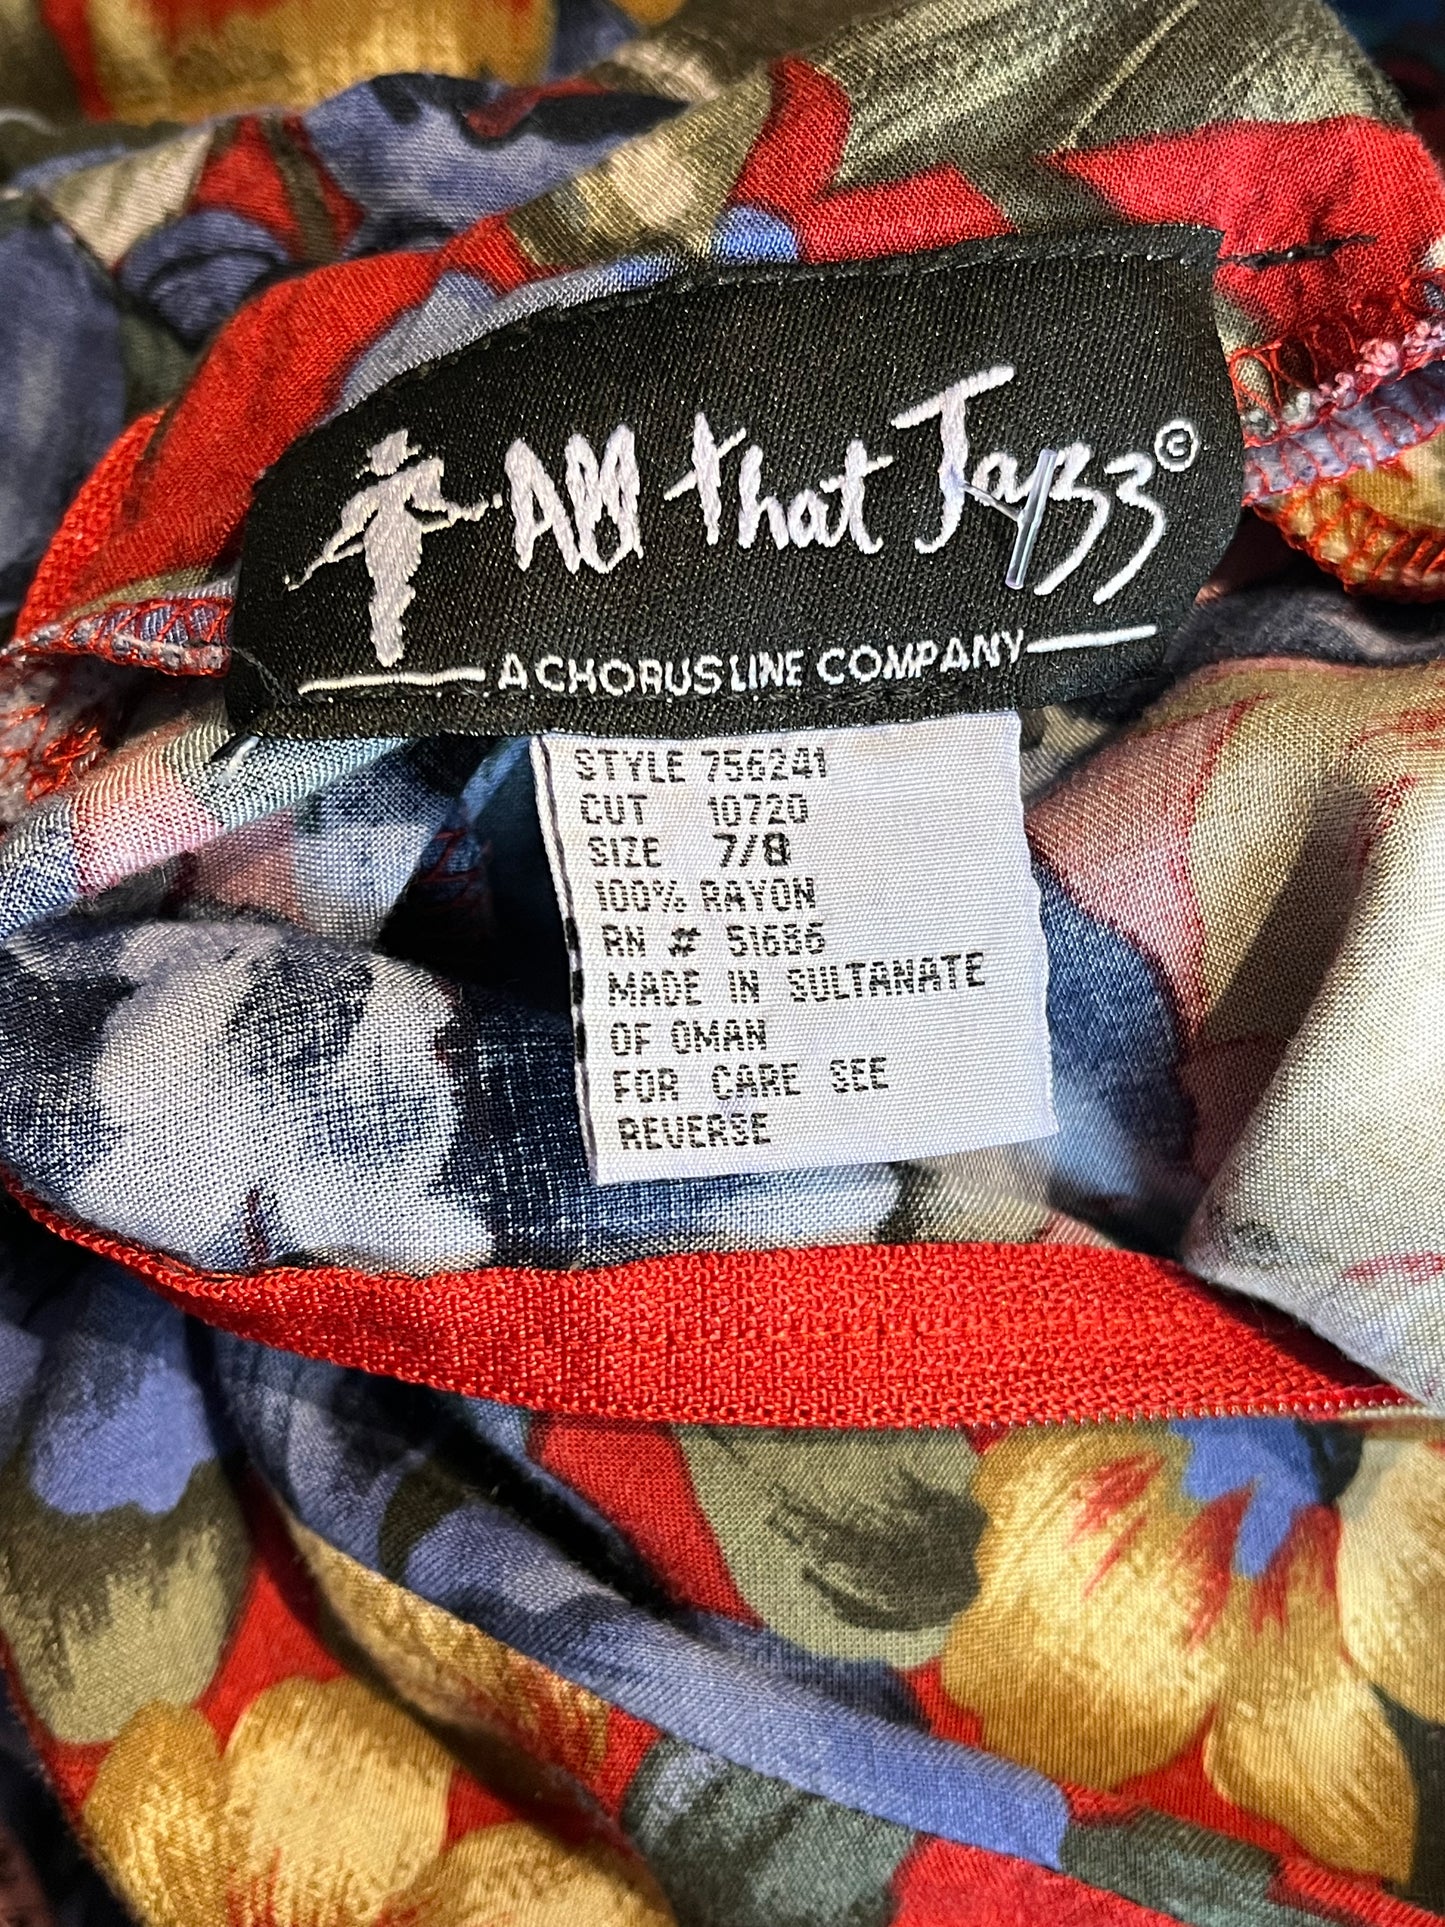 All that Jazz ©
A CHORUS LINE COMPANY
STYLE 756241
CUT 10720
SIZE 7/8
100% RAYON
RN # 51686
MADE IN SULTANATE
OF OMAN
FOR CARE SEE
REVERSE